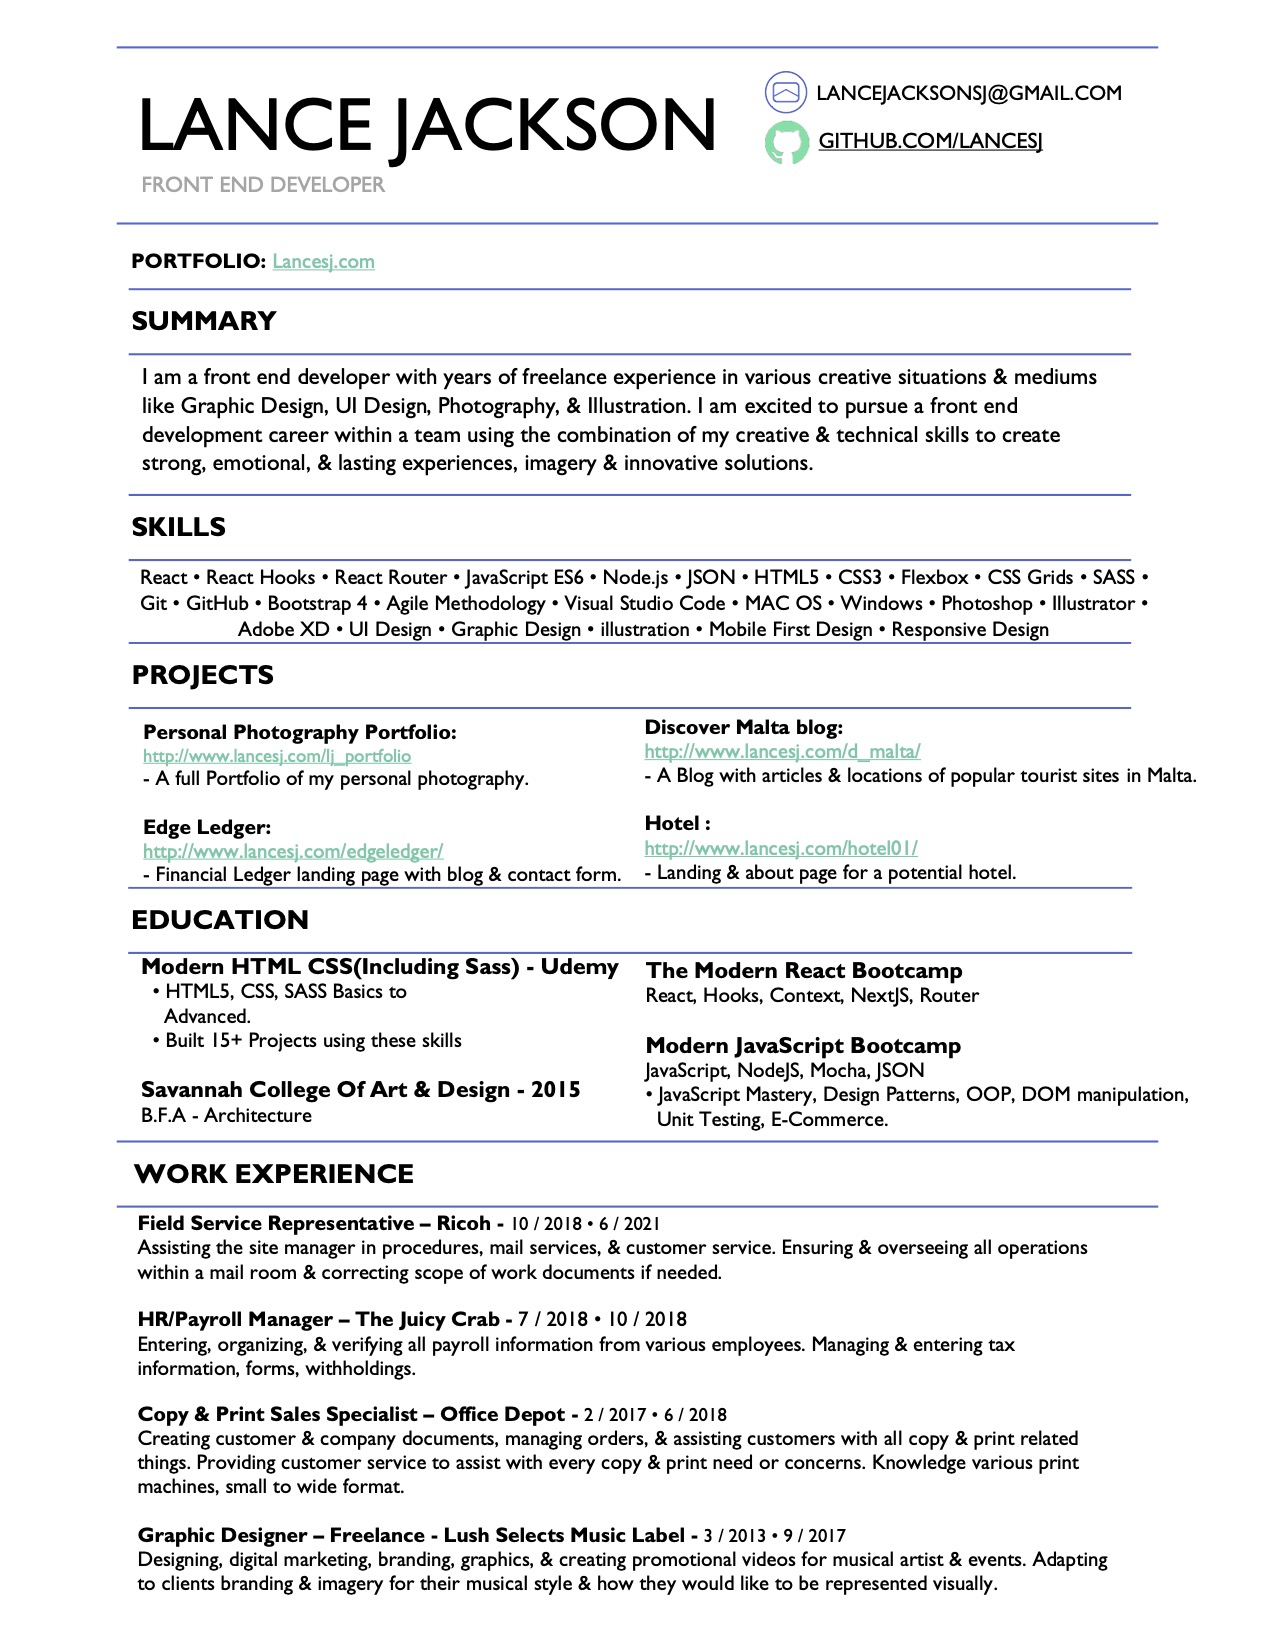 LANCE JACKSON
FRONT END DEVELOPER
LANCEJACKSONSJ@GMAIL.COM
GITHUB.COM/LANCESJ
PORTFOLIO: Lancesj.com
SUMMARY
I am a front end developer with years of freelance experience in various creative situations & mediums
like Graphic Design, UI Design, Photography, & Illustration. I am excited to pursue a front end
development career within a team using the combination of my creative & technical skills to create
strong, emotional, & lasting experiences, imagery & innovative solutions.
SKILLS
React • React Hooks • React Router • JavaScript ES6 • Node.js • JSON • HTML5 • CSS3 • Flexbox • CSS Grids • SASS •
Git • GitHub • Bootstrap 4 • Agile Methodology • Visual Studio Code • MAC OS • Windows • Photoshop • Illustrator •
Adobe XD • UI Design • Graphic Design • illustration • Mobile First Design • Responsive Design
PROJECTS
Personal Photography Portfolio:
http://www.lancesj.com/lj_portfolio
- A full Portfolio of my personal photography.
Edge Ledger:
http://www.lancesj.com/edgeledger/
- Financial Ledger landing page with blog & contact form.
Discover Malta blog:
http://www.lancesj.com/d_malta/
- A Blog with articles & locations of popular tourist sites in Malta.
Hotel :
http://www.lancesj.com/hotel01/
- Landing & about page for a potential hotel.
EDUCATION
Modern HTML CSS(Including Sass) - Udemy
• HTML5, CSS, SASS Basics to
Advanced.
• Built 15+ Projects using these skills
Savannah College Of Art & Design - 2015
B.F.A - Architecture
The Modern React Bootcamp
React, Hooks, Context, NextJS, Router
Modern JavaScript Bootcamp
JavaScript, NodeJS, Mocha, JSON
• JavaScript Mastery, Design Patterns, OOP, DOM manipulation,
Unit Testing, E-Commerce.
WORK EXPERIENCE
Field Service Representative – Ricoh - 10 / 2018 • 6 / 2021
Assisting the site manager in procedures, mail services, & customer service. Ensuring & overseeing all operations
within a mail room & correcting scope of work documents if needed.
HR/Payroll Manager – The Juicy Crab - 7 / 2018 • 10 / 2018
Entering, organizing, & verifying all payroll information from various employees. Managing & entering tax
information, forms, withholdings.
Copy & Print Sales Specialist – Office Depot - 2 / 2017 • 6 / 2018
Creating customer & company documents, managing orders, & assisting customers with all copy & print related
things. Providing customer service to assist with every copy & print need or concerns. Knowledge various print
machines, small to wide format.
Graphic Designer – Freelance - Lush Selects Music Label - 3 / 2013 • 9 / 2017
Designing, digital marketing, branding, graphics, & creating promotional videos for musical artist & events. Adapting
to clients branding & imagery for their musical style & how they would like to be represented visually.